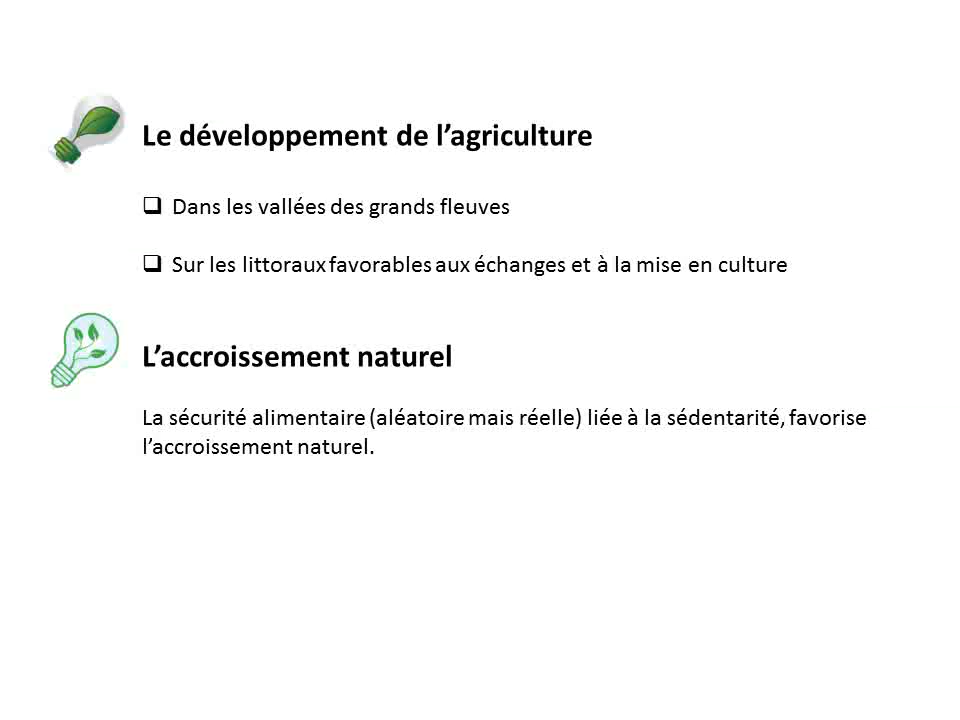 Le développement de l’agriculture
❑ Dans les vallées des grands fleuves
❑ Sur les littoraux favorables aux échanges et à la mise en culture
L’accroissement naturel
La sécurité alimentaire (aléatoire mais réelle) liée à la sédentarité, favorise
l’accroissement naturel.